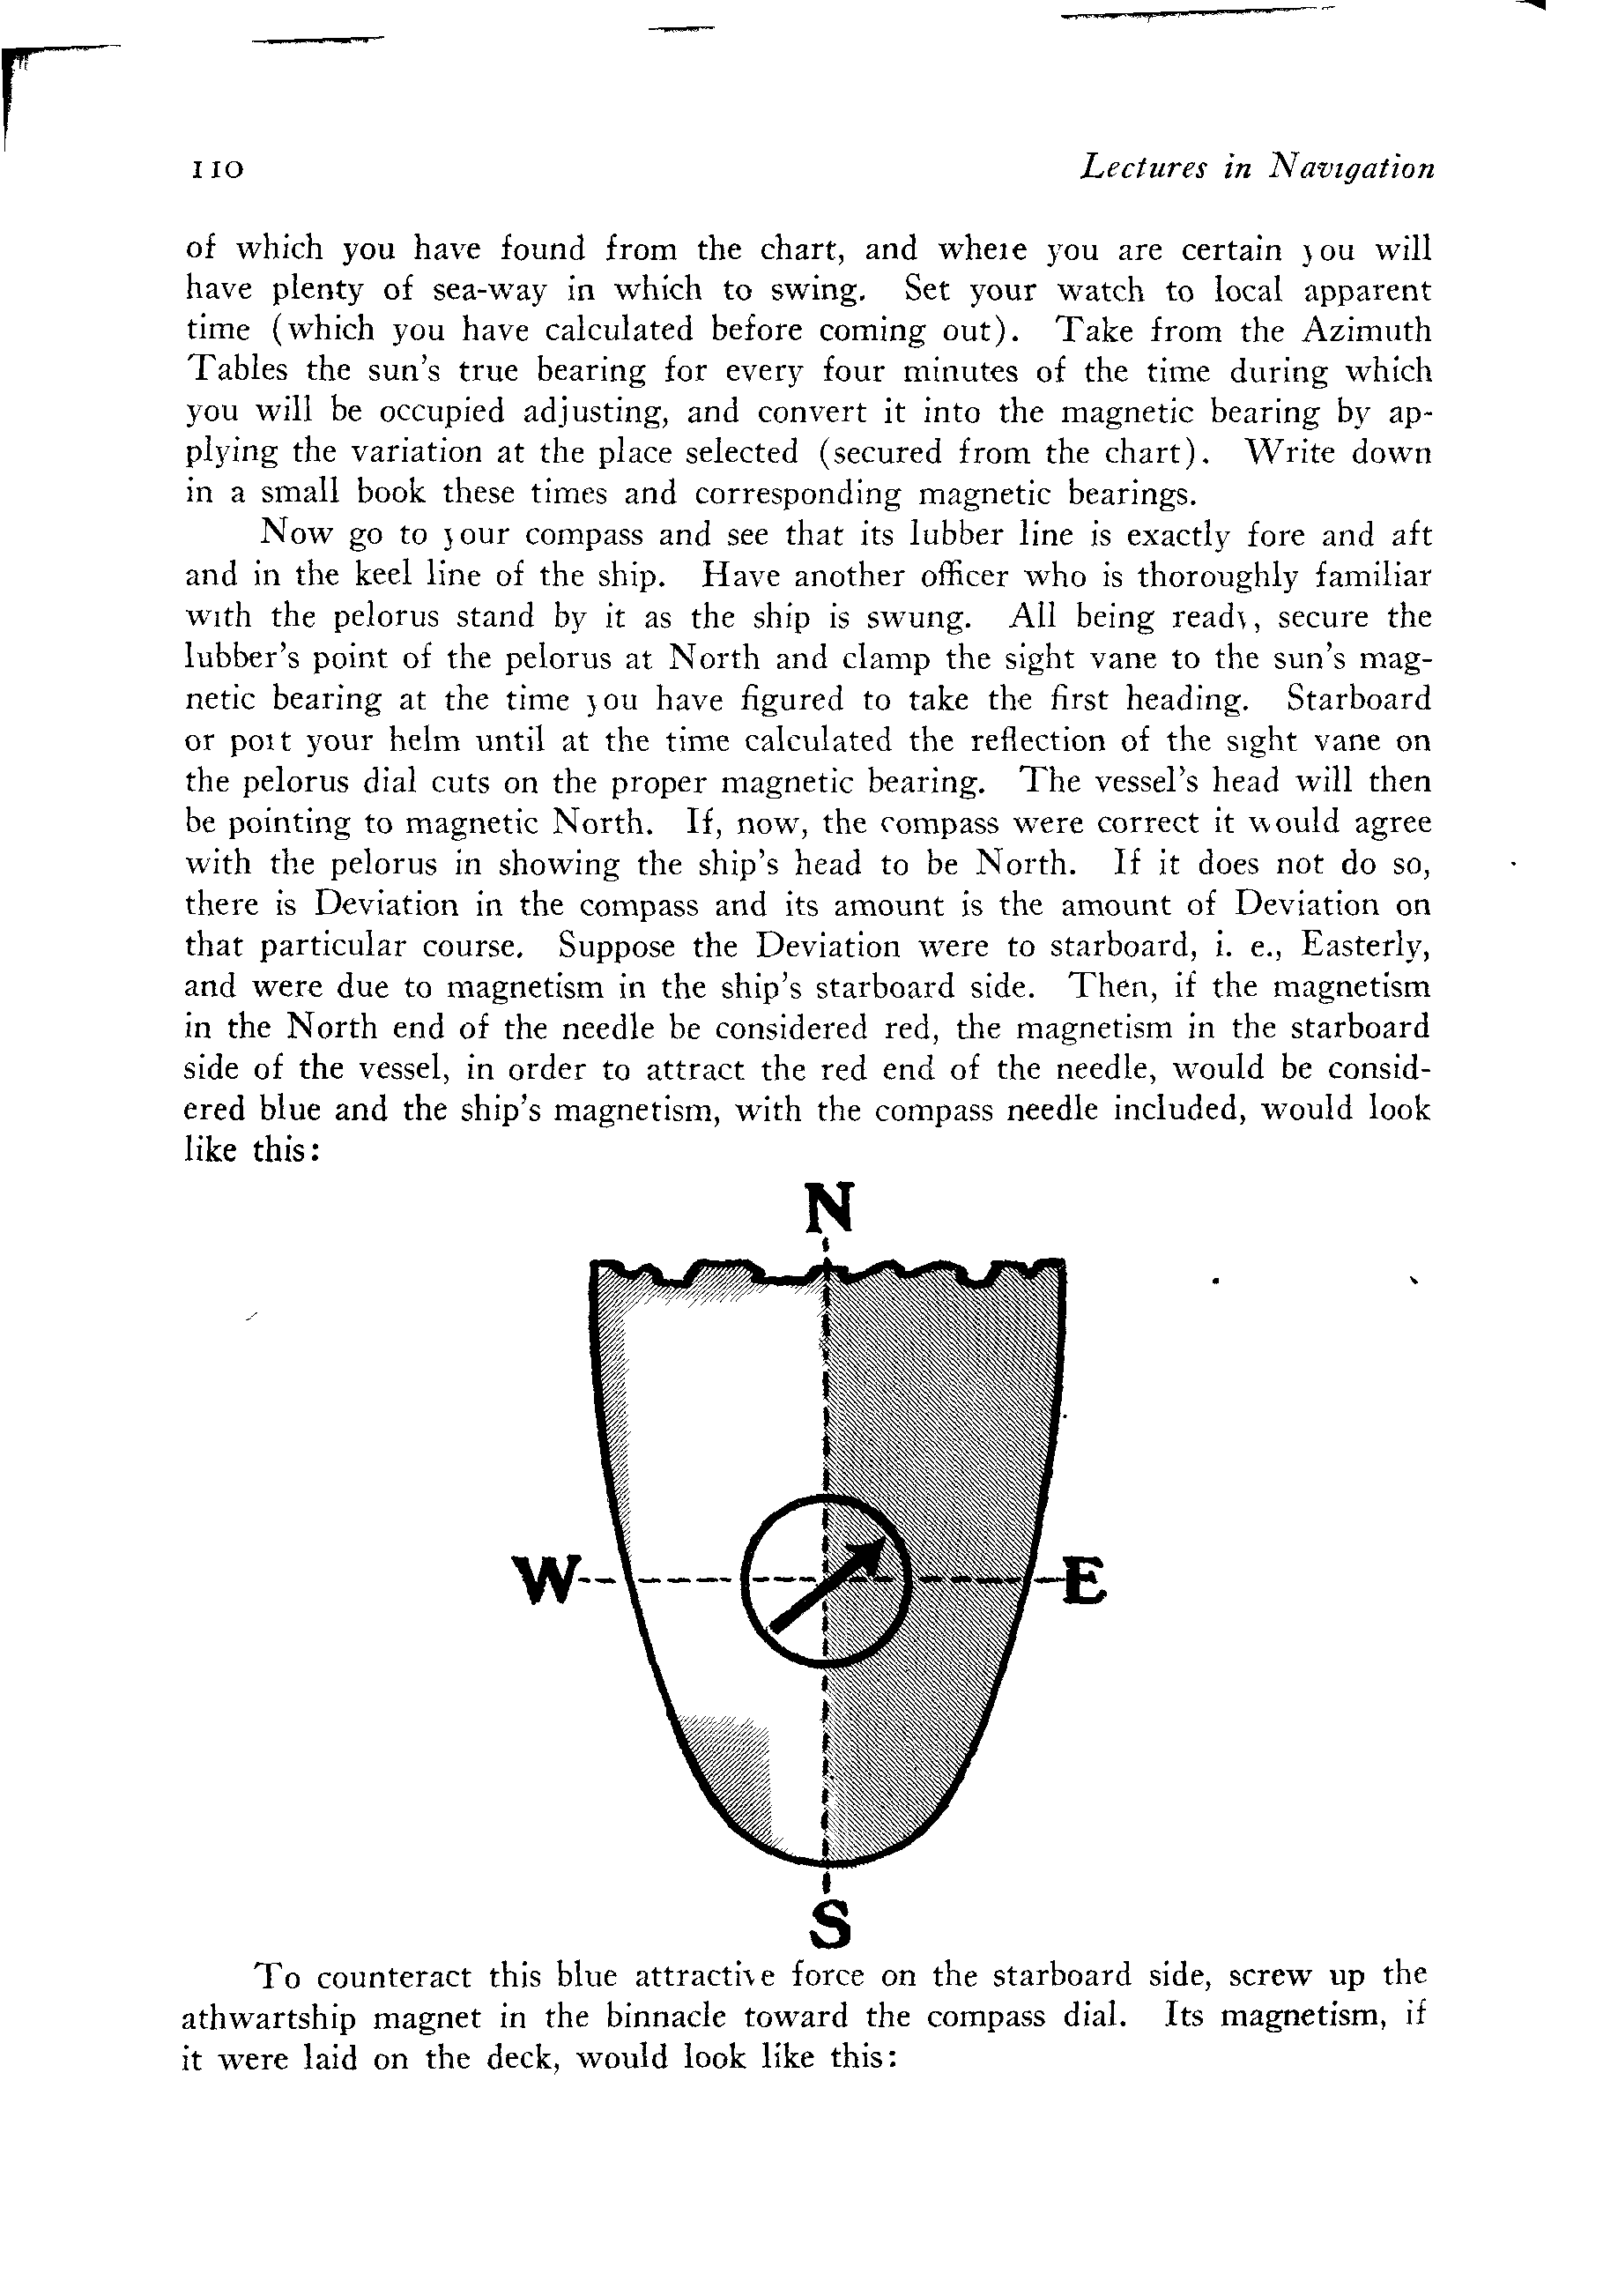 110 Lectures in Navigation
of which you have found from the chart, and where you are certain you will
have plenty of sea-way in which to swing. Set your watch to local apparent
time (which you have calculated before coming out). Take from the Azimuth
Tables the sun's true bearing for every four minutes of the time during which
you will be occupied adjusting, and convert it into the magnetic bearing by ap-
plying the variation at the place selected (secured from the chart). Write down
in a small book these times and corresponding magnetic bearings.
Now go to your compass and see that its lubber line is exactly fore and aft
and in the keel line of the ship. Have another officer who is thoroughly familiar
with the pelorus stand by it as the ship is swung. All being ready, secure the
lubber's point of the pelorus at North and clamp the sight vane to the sun's mag-
netic bearing at the time you have figured to take the first heading. Starboard
or port your helm until at the time calculated the reflection of the sight vane on
the pelorus dial cuts on the proper magnetic bearing. The vessel's head will then
be pointing to magnetic North. If, now, the compass were correct it would agree
with the pelorus in showing the ship's head to be North. If it does not do so,
there is Deviation in the compass and its amount is the amount of Deviation on
that particular course. Suppose the Deviation were to starboard, i. e., Easterly,
and were due to magnetism in the ship's starboard side. Then, if the magnetism
in the North end of the needle be considered red, the magnetism in the starboard
side of the vessel, in order to attract the red end of the needle, would be consid-
ered blue and the ship's magnetism, with the compass needle included, would look
like this:
N
W E
S
To counteract this blue attractive force on the starboard side, screw up the
athwartship magnet in the binnacle toward the compass dial. Its magnetism, if
it were laid on the deck, would look like this: